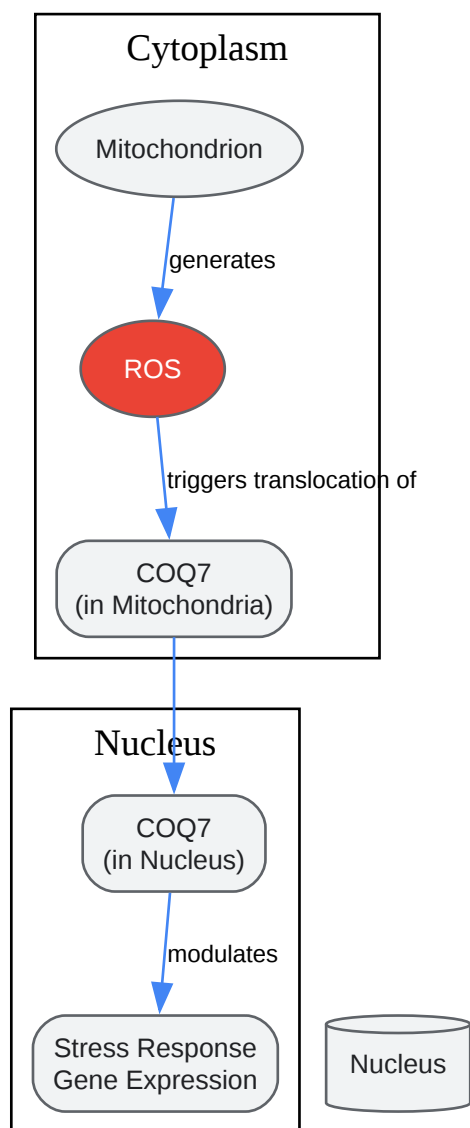 Cytoplasm
Mitochondrion
generates
ROS
triggers translocation of
COQ7
(in Mitochondria)
Nucleus
COQ7
(in Nucleus)
modulates
Stress Response
Gene Expression
Nucleus